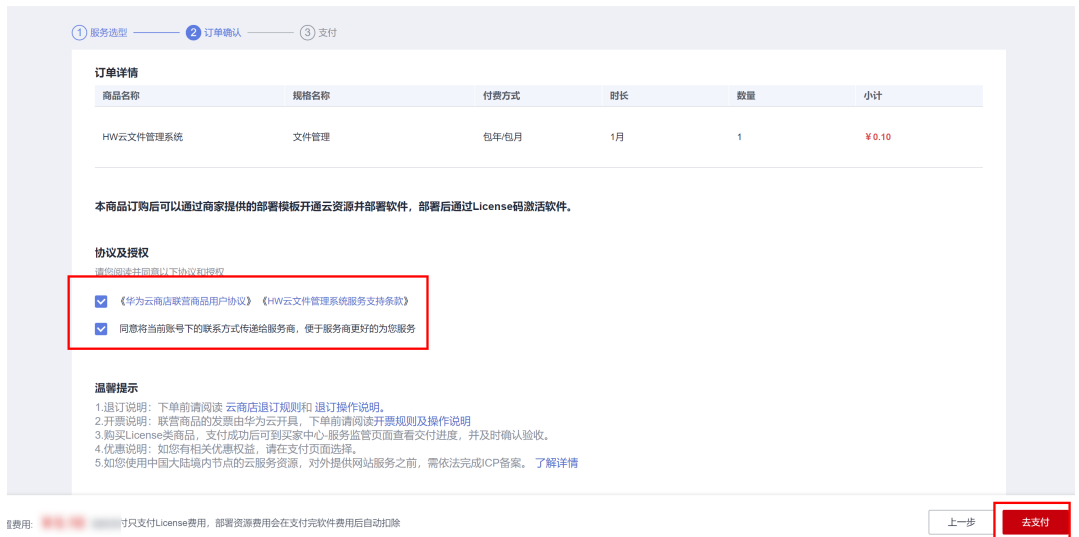 1 服务选型 2 订单确认 3 支付
订单详情
商品名称 规格名称 付费方式 时长 数量 小计
HW云文件管理系统 文件管理 包年/包月 1月 1 ¥0.10
本商品订购后可以通过商家提供的部署模板开通云资源并部署软件，部署后通过License码激活软件。
协议及授权
请您阅读并同意以下协议和授权
《华为云商店联营商品用户协议》《HW云文件管理系统服务支持条款》
同意将当前账号下的联系方式传递给服务商，便于服务商更好的为您服务
温馨提示
1.退订说明：下单前请阅读 云商店退订规则和 退订操作说明。
2.开票说明：联营商品的发票由华为云开具，下单前请阅读开票规则及操作说明
3.购买License类商品，支付成功后可到买家中心-服务监管页面查看交付进度，并及时确认验收。
4.优惠说明：如您有相关优惠权益，请在支付页面选择。
5.如您使用中国大陆境内节点的云服务资源，对外提供网站服务之前，需依法完成ICP备案。 了解详情
费用: 只支付License费用，部署资源费用会在支付完软件费用后自动扣除 上一步 去支付